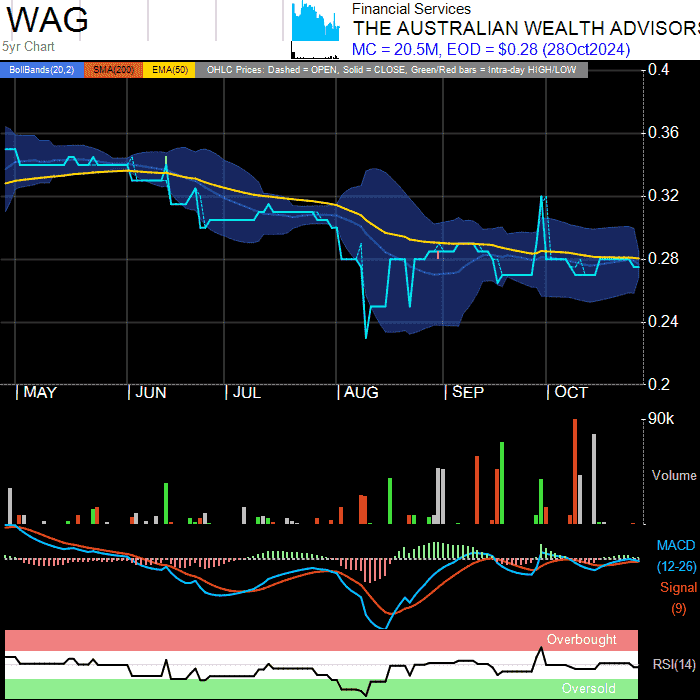 WAG
Financial Services
THE AUSTRALIAN WEALTH ADVISORS
5yr Chart
MC = 20.5M, EOD = $0.28 (28Oct2024)
BollBands(20,2) SMA(200) EMA(50) OHLC Prices: Dashed = OPEN, Solid = CLOSE, Green/Red bars = Intra-day HIGH/LOW
0.4
0.36
0.32
0.28
0.24
0.2
MAY JUN JUL AUG SEP OCT
90k
Volume
MACD
(12-26)
Signal
(9)
Overbought
RSI(14)
Oversold